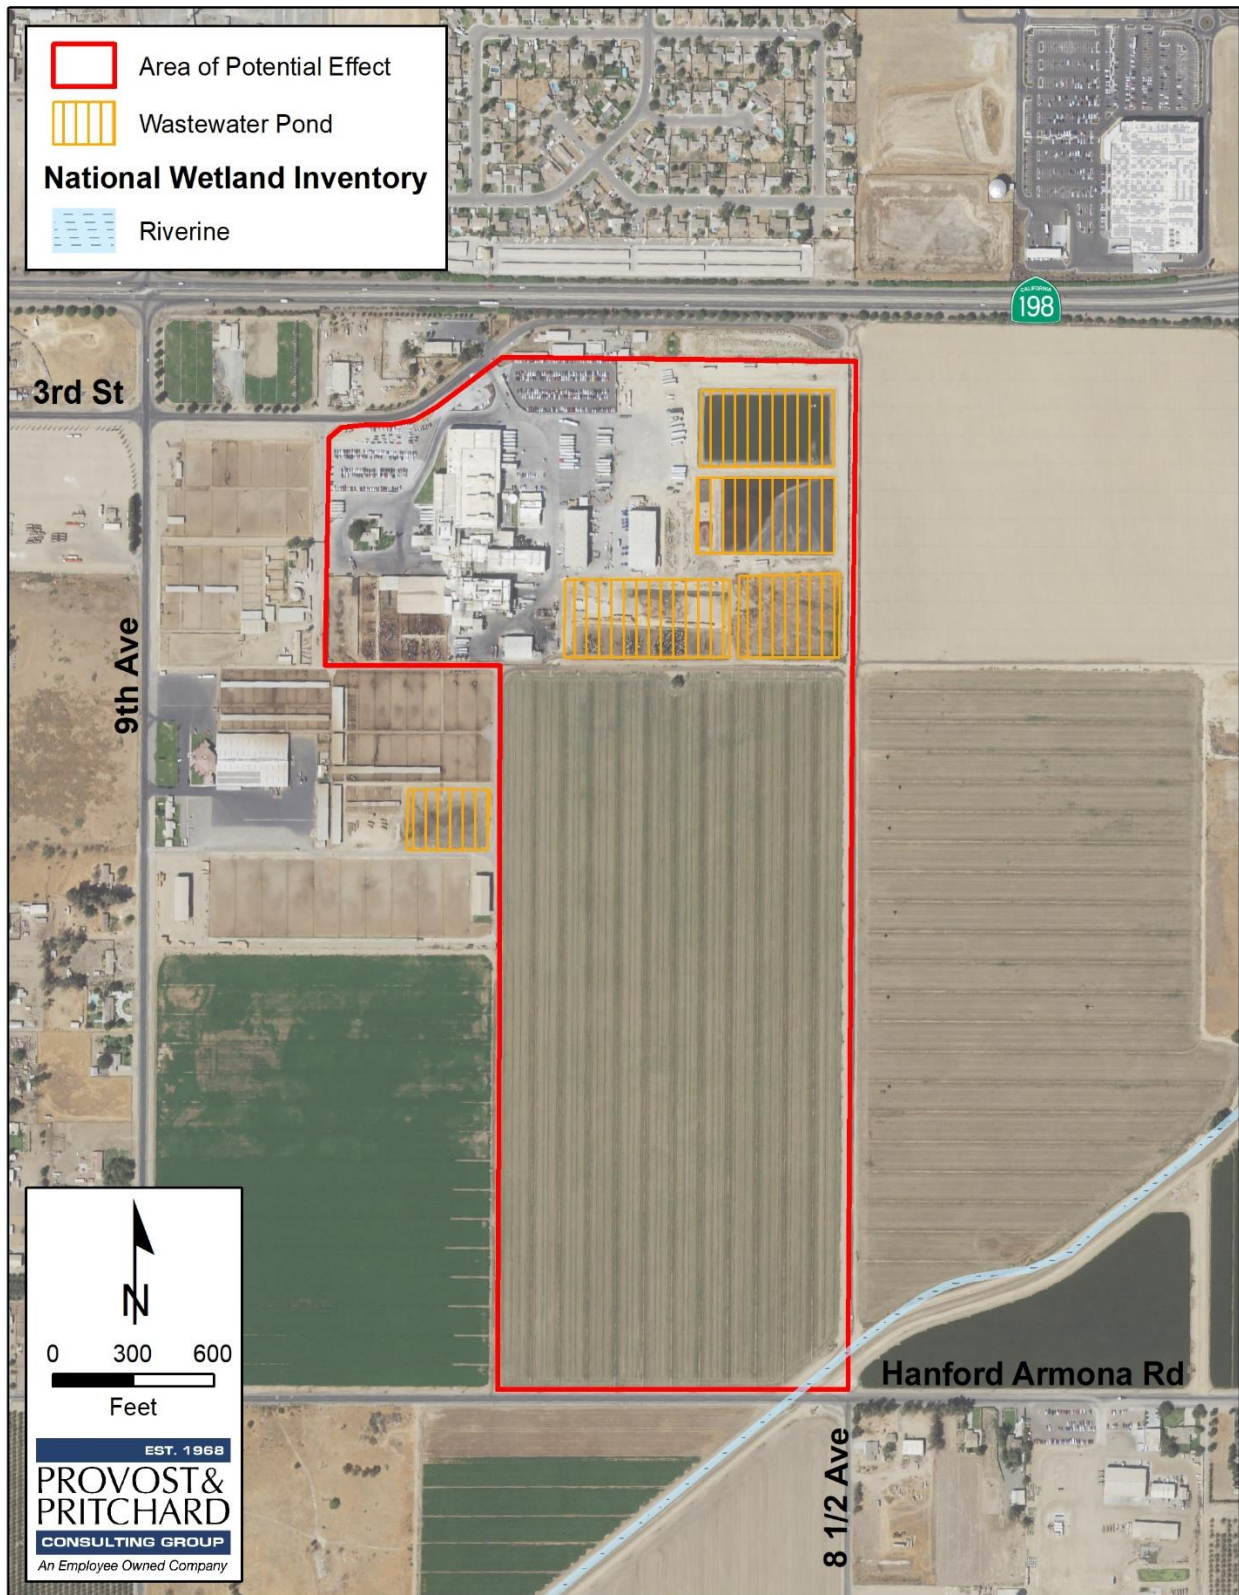 Area of Potential Effect
Wastewater Pond
National Wetland Inventory
Riverine
CALIFORNIA
198
3rd St
9th Ave
N
0 300 600
Feet
Hanford Armona Rd
8 1/2 Ave
EST. 1968
PROVOST&
PRITCHARD
CONSULTING GROUP
An Employee Owned Company